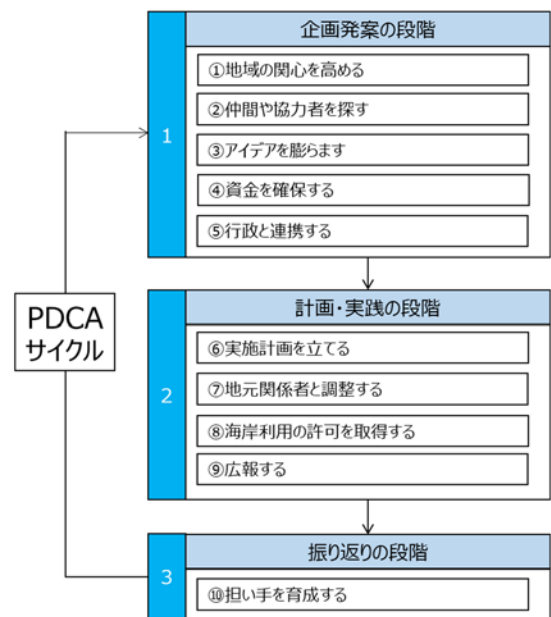 企画発案の段階
1
①地域の関心を高める
②仲間や協力者を探す
③アイデアを膨らます
④資金を確保する
⑤行政と連携する
PDCA
サイクル
計画・実践の段階
2
⑥実施計画を立てる
⑦地元関係者と調整する
⑧海岸利用の許可を取得する
⑨広報する
振り返りの段階
3
⑩担い手を育成する